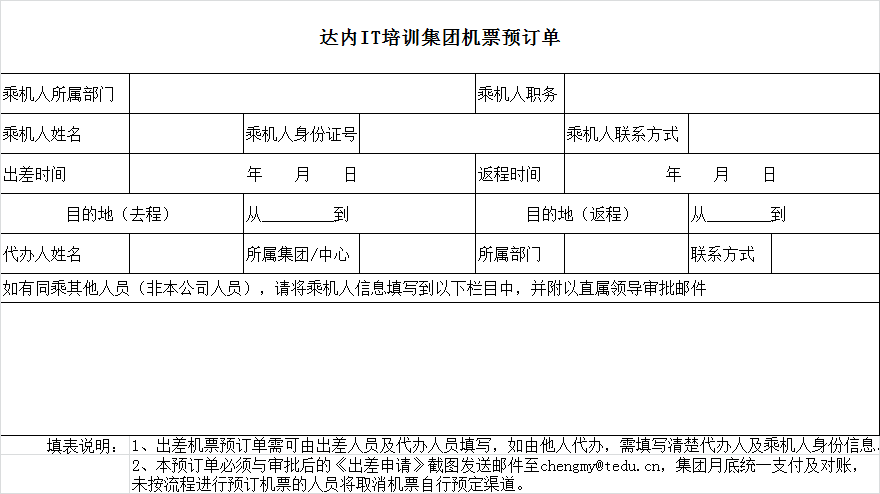 达内IT培训集团机票预订单
乘机人所属部门 乘机人职务
乘机人姓名 乘机人身份证号 乘机人联系方式
出差时间 年 月 日 返程时间 年 月 日
目的地（去程） 从_________到 目的地（返程） 从________到
代办人姓名 所属集团/中心 所属部门 联系方式
如有同乘其他人员（非本公司人员），请将乘机人信息填写到以下栏目中，并附以直属领导审批邮件
填表说明： 1、出差机票预订单需可由出差人员及代办人员填写，如由他人代办，需填写清楚代办人及乘机人身份信息.
2、本预订单必须与审批后的《出差申请》截图发送邮件至chengmy@tedu.cn，集团月底统一支付及对账，
未按流程进行预订机票的人员将取消机票自行预定渠道。